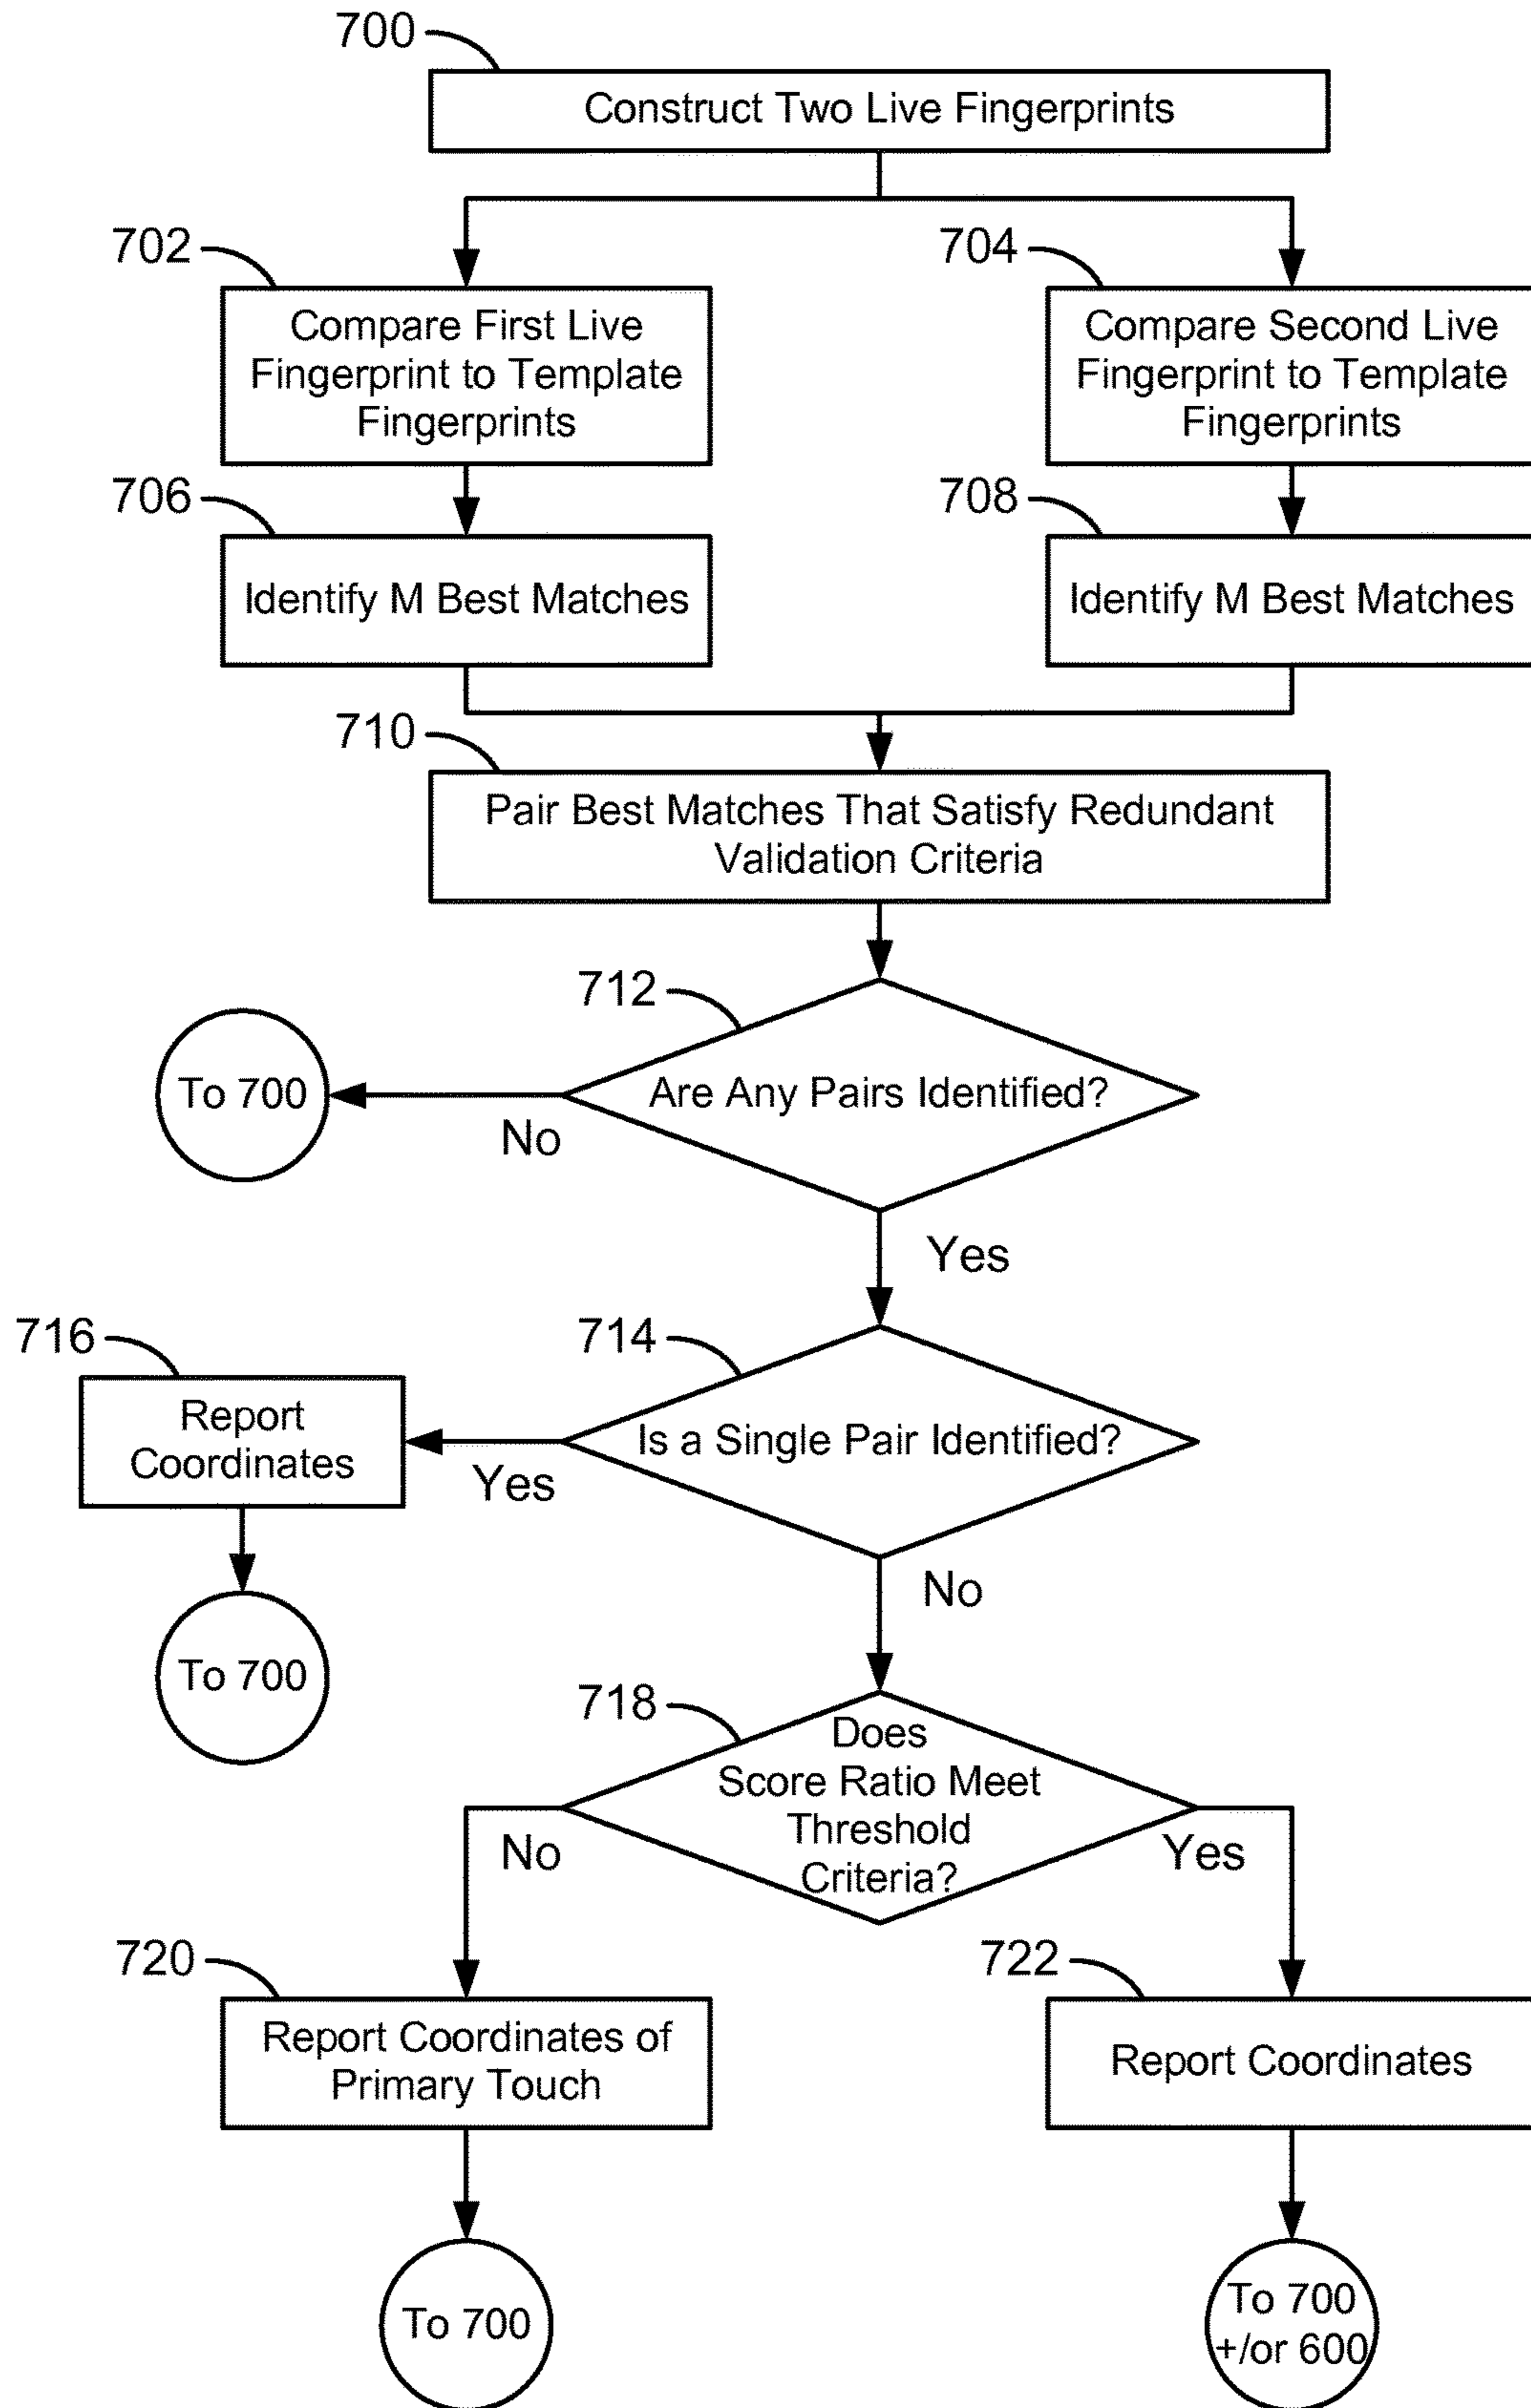 700
Construct Two Live Fingerprints
702
704
Compare First Live
Fingerprint to Template
Fingerprints
Compare Second Live
Fingerprint to Template
Fingerprints
706
708
Identify M Best Matches
Identify M Best Matches
710
Pair Best Matches That Satisfy Redundant
Validation Criteria
712
Are Any Pairs Identified?
To 700
No
Yes
716
714
Report
Coordinates
Is a Single Pair Identified?
Yes
No
To 700
718
Does
Score Ratio Meet
Threshold
Criteria?
No
Yes
720
722
Report Coordinates of
Primary Touch
Report Coordinates
To 700
To 700
+/or 600